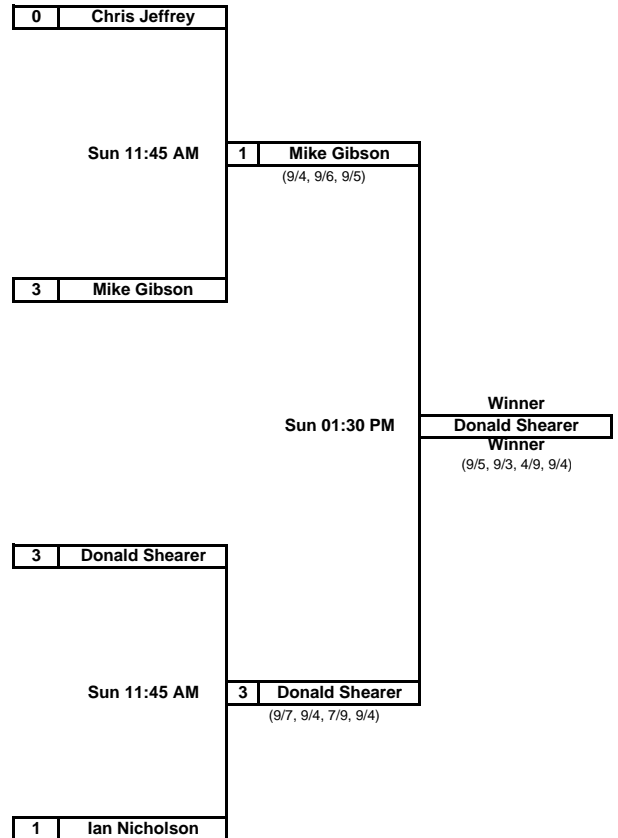 0 Chris Jeffrey
Sun 11:45 AM 1 Mike Gibson
(9/4, 9/6, 9/5)
3 Mike Gibson
Winner
Sun 01:30 PM Donald Shearer
Winner
(9/5, 9/3, 4/9, 9/4)
3 Donald Shearer
Sun 11:45 AM 3 Donald Shearer
(9/7, 9/4, 7/9, 9/4)
1 Ian Nicholson